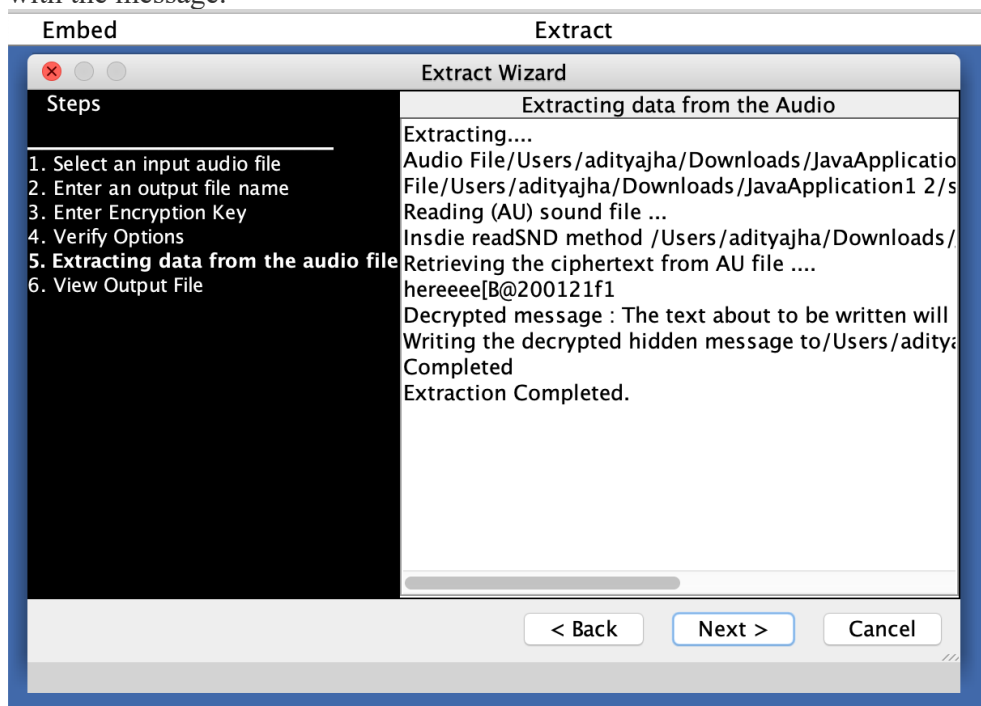 with the message.
Embed Extract
Extract Wizard
Steps
1. Select an input audio file
2. Enter an output file name
3. Enter Encryption Key
4. Verify Options
5. Extracting data from the audio file
6. View Output File
Extracting data from the Audio
Extracting....
Audio File/Users/adityajha/Downloads/JavaApplicatio
File/Users/adityajha/Downloads/JavaApplication1 2/s
Reading (AU) sound file ...
Insdie readSND method /Users/adityajha/Downloads/
Retrieving the ciphertext from AU file ....
hereeee[B@200121f1
Decrypted message : The text about to be written will
Writing the decrypted hidden message to/Users/aditya
Completed
Extraction Completed.
< Back Next > Cancel